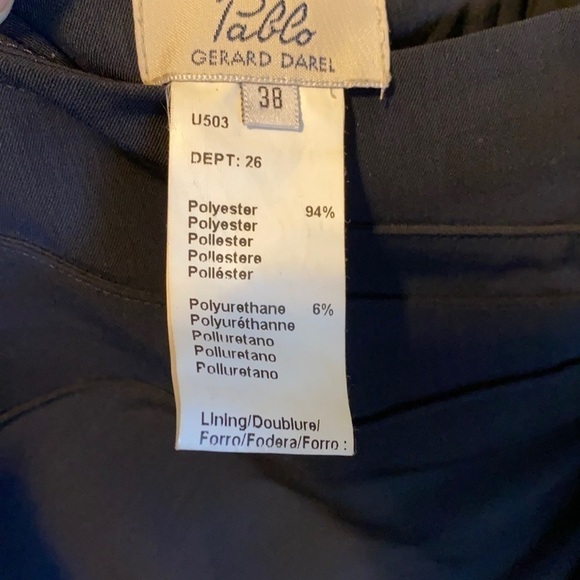 Pablo
GERARD DAREL
38
U503
DEPT: 26
Polyester 94%
Polyester
Poliester
Poliestere
Poliéster
Polyurethane 6%
Polyuréthanne
Poliuretano
Poliuretano
Poliuretano
Lining/Doublure/
Forro/Fodera/Forro :